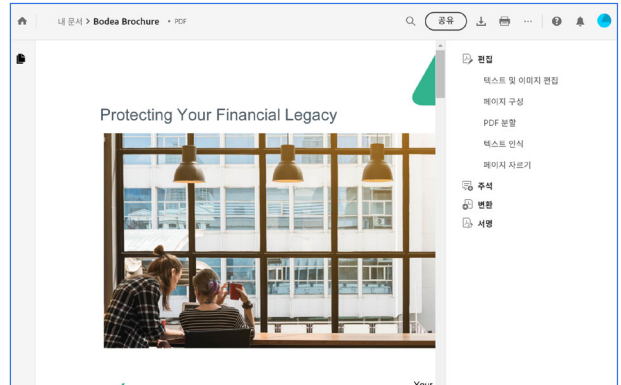 내 문서 > Bodea Brochure • PDF
공유
Protecting Your Financial Legacy
Your
편집
텍스트 및 이미지 편집
페이지 구성
PDF 분할
텍스트 인식
페이지 자르기
주석
변환
서명